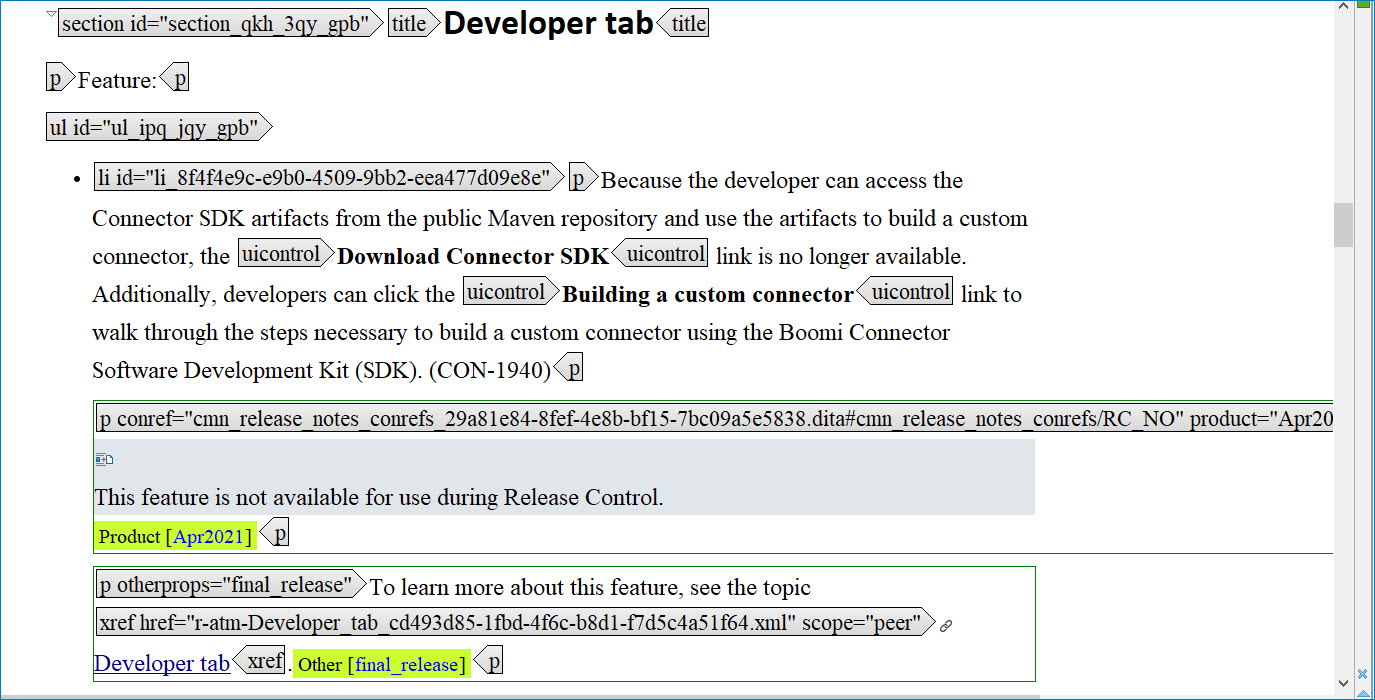 section id="section_qkh_3qy_gpb" title Developer tab title
p Feature: p
ul id="ul_ipq_jqy_gpb"
• li id="li_8f4f4e9c-e9b0-4509-9bb2-eea477d09e8e" p Because the developer can access the
Connector SDK artifacts from the public Maven repository and use the artifacts to build a custom
connector, the uicontrol Download Connector SDK uicontrol link is no longer available.
Additionally, developers can click the uicontrol Building a custom connector uicontrol link to
walk through the steps necessary to build a custom connector using the Boomi Connector
Software Development Kit (SDK). (CON-1940) p
p conref="cmn_release_notes_conrefs_29a81e84-8fef-4e8b-bf15-7bc09a5e5838.dita#cmn_release_notes_conrefs/RC_NO" product="Apr20
This feature is not available for use during Release Control.
Product [Apr2021] p
p otherprops="final_release" To learn more about this feature, see the topic
xref href="r-atm-Developer_tab_cd493d85-1fbd-4f6c-b8d1-f7d5c4a51f64.xml" scope="peer"
Developer tab xref . Other [final_release] p